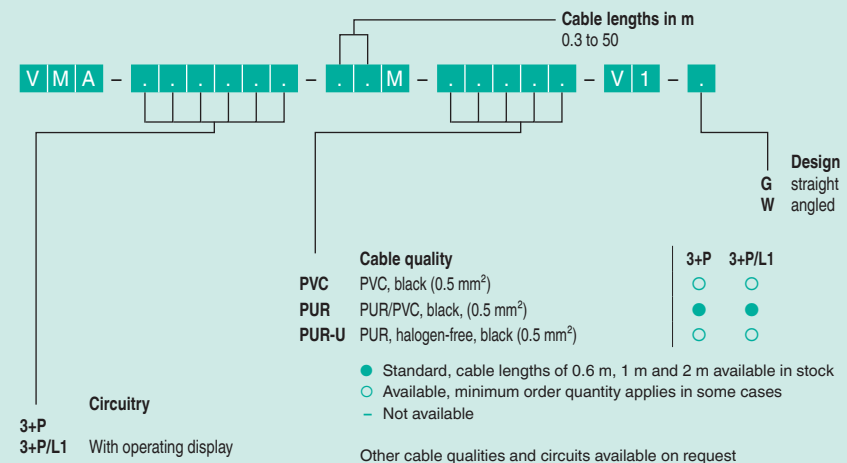 Cable lengths in m
0.3 to 50
V M A – . . . . . . – . . M – . . . . . – V 1 – .
Design
G straight
W angled
Cable quality 3+P 3+P/L1
PVC PVC, black (0.5 mm²) ○ ○
PUR PUR/PVC, black, (0.5 mm²) ● ●
PUR-U PUR, halogen-free, black (0.5 mm²) ○ ○
● Standard, cable lengths of 0.6 m, 1 m and 2 m available in stock
○ Available, minimum order quantity applies in some cases
– Not available
Other cable qualities and circuits available on request
Circuitry
3+P
3+P/L1 With operating display